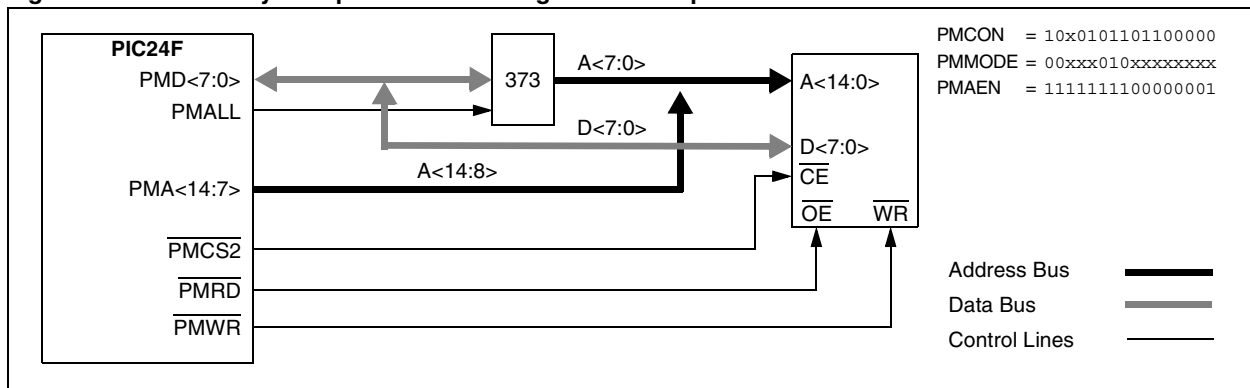 PIC24F
PMD<7:0>
PMALL
PMA<14:7>
PMCS2
PMRD
PMWR
373
A<7:0>
D<7:0>
A<14:8>
A<14:0>
D<7:0>
CE
OE WR
PMCON = 10x0101101100000
PMMODE = 00xxx010xxxxxxxx
PMAEN = 1111111100000001
Address Bus
Data Bus
Control Lines